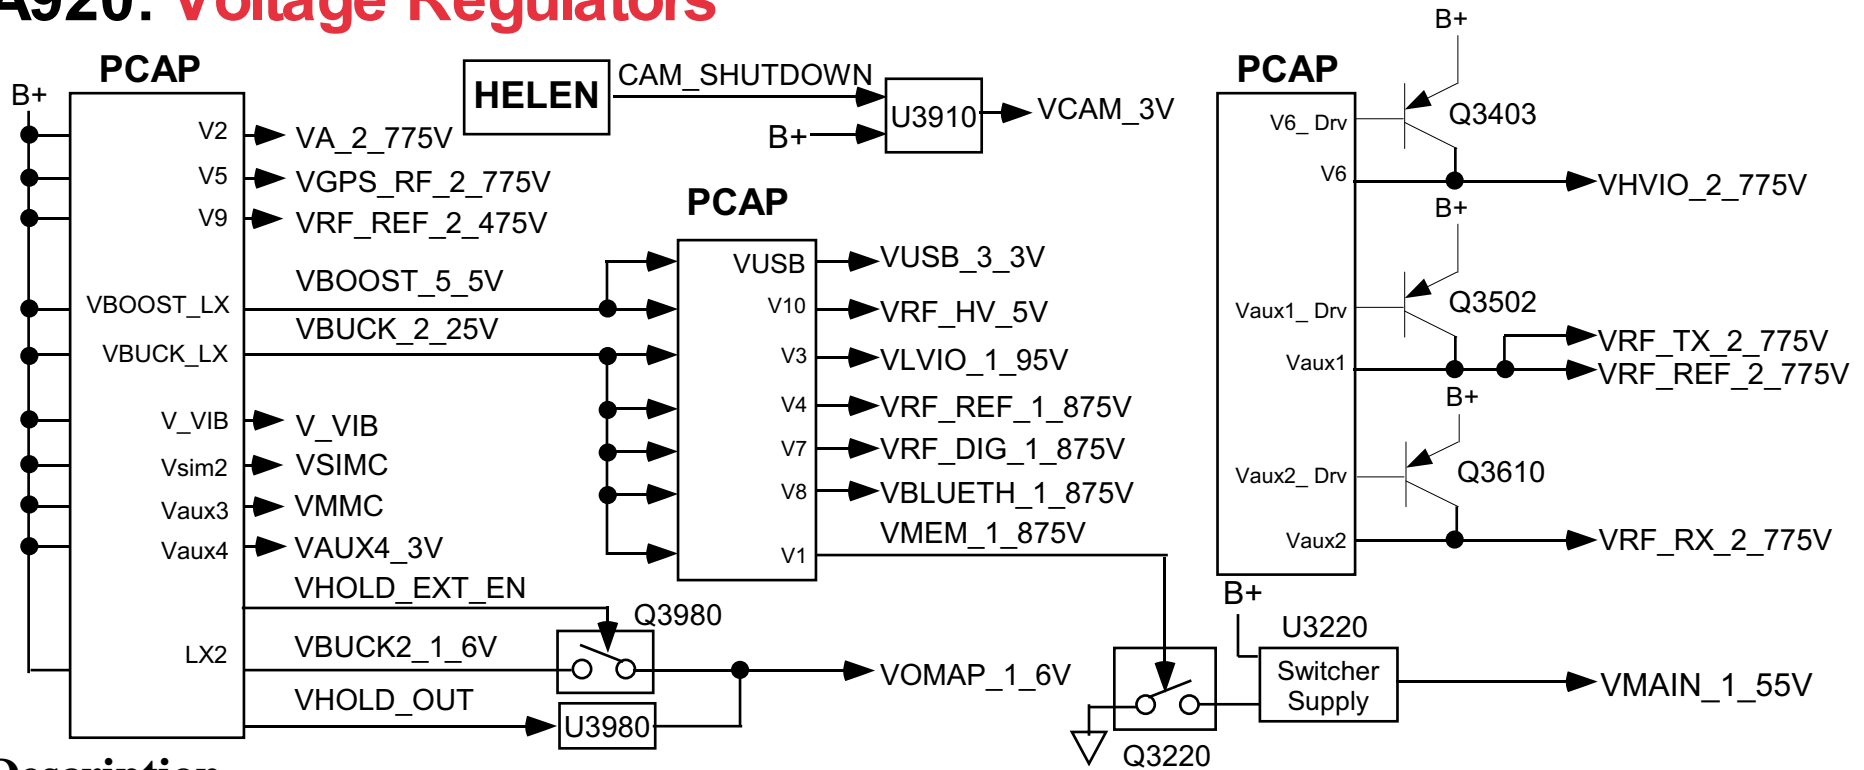 A920: Voltage Regulators
PCAP
B+
V2
VA_2_775V
V5
VGPS_RF_2_775V
V9
VRF_REF_2_475V
VBOOST_LX
VBOOST_5_5V
VBUCK_LX
VBUCK_2_25V
V_VIB
V_VIB
Vsim2
VSIMC
Vaux3
VMMC
Vaux4
VAUX4_3V
VHOLD_EXT_EN
Q3980
LX2
VBUCK2_1_6V
VOMAP_1_6V
VHOLD_OUT
U3980
HELEN
CAM_SHUTDOWN
B+
U3910
VCAM_3V
PCAP
VUSB
VUSB_3_3V
V10
VRF_HV_5V
V3
VLVIO_1_95V
V4
VRF_REF_1_875V
V7
VRF_DIG_1_875V
V8
VBLUETH_1_875V
VMEM_1_875V
V1
PCAP
B+
V6_ Drv
Q3403
V6
VHVIO_2_775V
B+
Vaux1_ Drv
Q3502
VRF_TX_2_775V
Vaux1
VRF_REF_2_775V
B+
Vaux2_ Drv
Q3610
Vaux2
VRF_RX_2_775V
B+
U3220
Switcher
Supply
VMAIN_1_55V
Q3220
Description